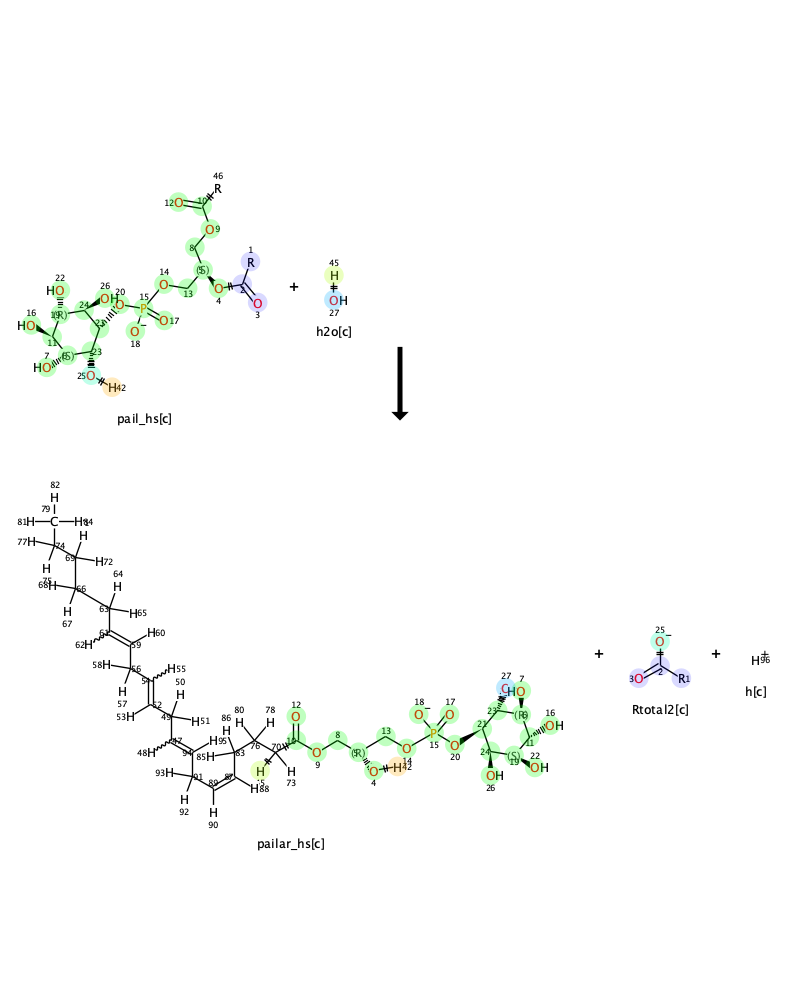 46
R
12 O 10
O 9
8 1
R
(S)
22 14
26 O 2
HO OH 20 15 13 O O
16 24 O P 4 3
HO 19 (R) 21 O 17
11 O−
7 (S) 23 18
HO
25 O H 42
pail_hs[c]
+
45
H
OH
27
h2o[c]
82
H
79
81 H C H 84
77 H 74 H
H 69 H 72
75
68 H 66 64
H H
67 63 H 65
61 H 60
62 H 59
58 H 56 H 55
H 54 50
57 H
53 H 52 49 H 51
47 H 95
48 H 94
93 H 91
H 89 87 H 88
92 H
90
86 80 78
H H H
85 H 83 76 70
H H
73
12
O
10 O
9
8
(R)
O H 42
4
13
O
14
18 17
O− O
P
15
O
20
27 7
HO
23 (R)
21 16
OH
11
24 (S)
19 OH
22
OH
26
pailar_hs[c]
+
25
O−
3 O 2 R 1
Rtotal2[c]
+
H+
96
h[c]